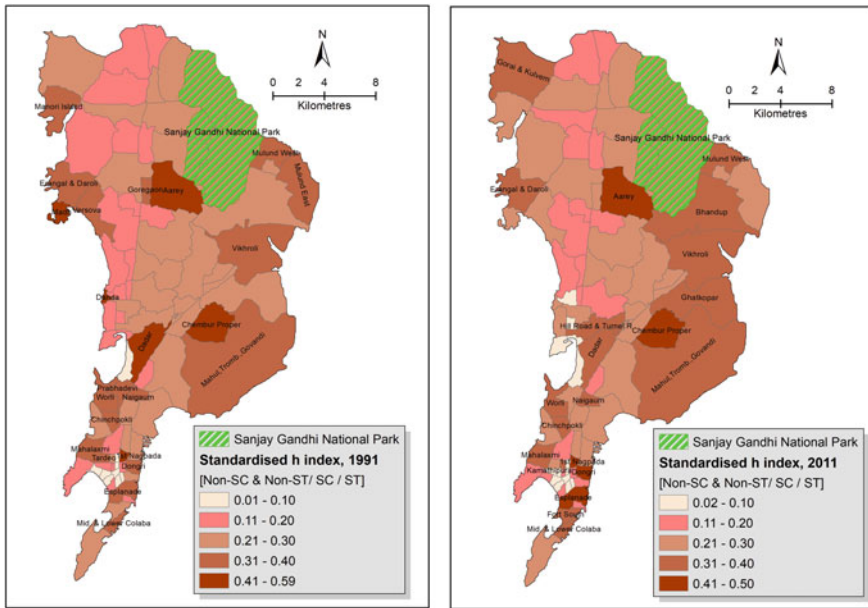 N
0 4 8
Kilometres
Manori Island
Sanjay Gandhi National Park
Mulund West
Mulund East
Erangal & Daroli
Goregaon
Aarey
Versova
Vikhroli
Danda
Chembur Proper
Dadar
Mahul,Tromb.,Govandi
Prabhadevi
Worli
Naigaum
Chinchpokli
Mahalaxmi
Tardeo
Nagpada
Dongri
Esplanade
Mid. & Lower Colaba
Sanjay Gandhi National Park
Standardised h index, 1991
[Non-SC & Non-ST/ SC / ST]
0.01 - 0.10
0.11 - 0.20
0.21 - 0.30
0.31 - 0.40
0.41 - 0.59
N
Gorai & Kulvem
0 4 8
Kilometres
Sanjay Gandhi National Park
Mulund West
Erangal & Daroli
Aarey
Bhandup
Vikhroli
Ghatkopar
Hill Road & Turner R.
Chembur Proper
Dadar
Mahul,Tromb.,Govandi
Worli
Naigaum
Chinchpokli
Mahalaxmi
1st Nagpada
Kamathipura
Dongri
Esplanade
Fort South
Mid. & Lower Colaba
Sanjay Gandhi National Park
Standardised h index, 2011
[Non-SC & Non-ST/ SC / ST]
0.02 - 0.10
0.11 - 0.20
0.21 - 0.30
0.31 - 0.40
0.41 - 0.50